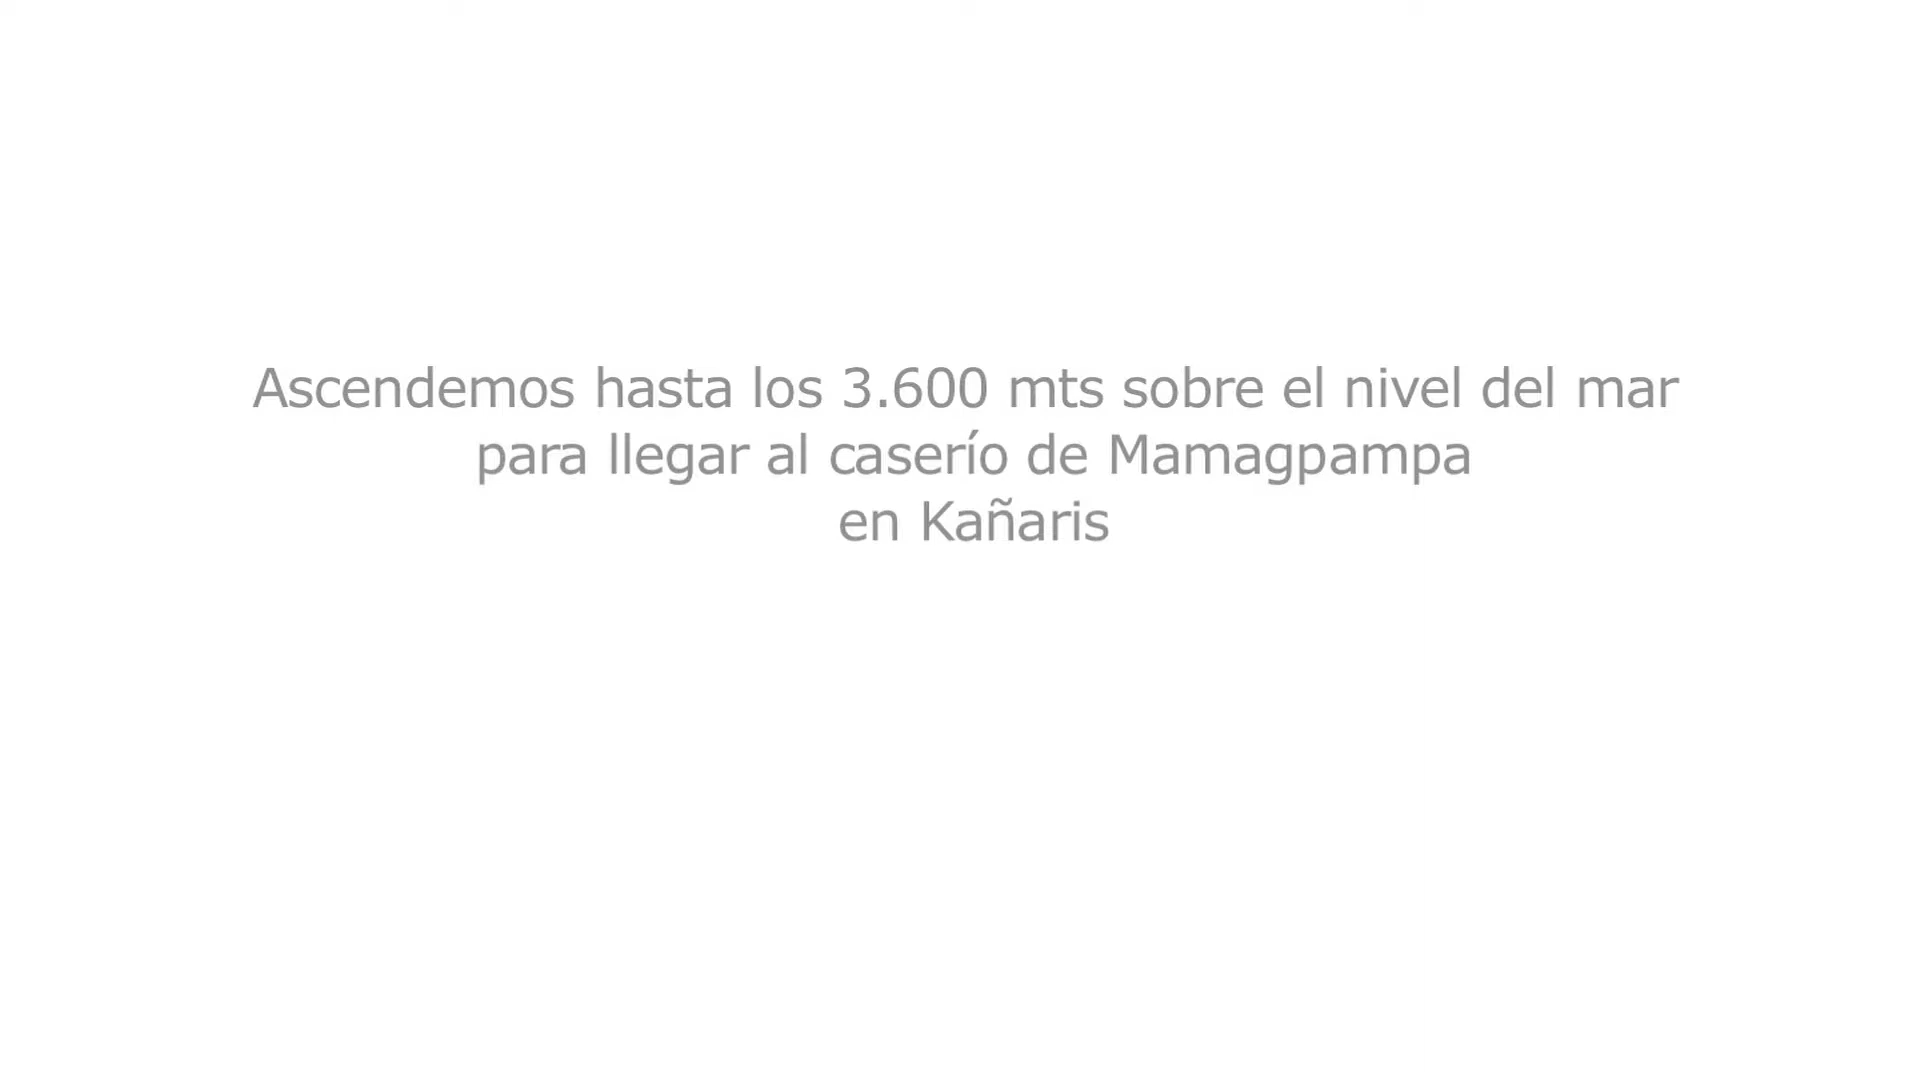 Ascendemos hasta los 3.600 mts sobre el nivel del mar
para llegar al caserío de Mamagpampa
en Kañaris